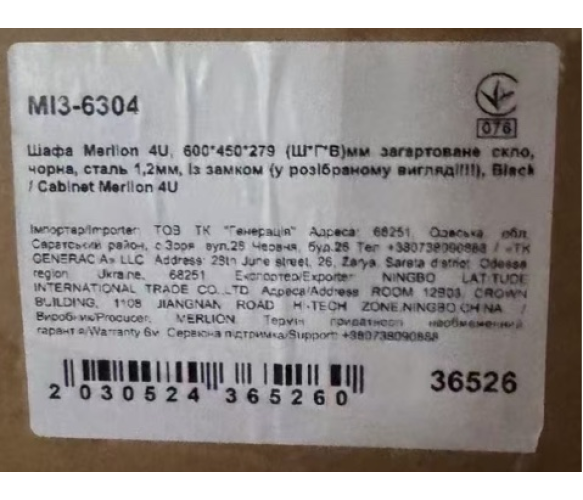 МІЗ-6304
076
Шафа Merlion 4U, 600*450*279 (Ш*Г*В)мм загартоване скло,
чорна, сталь 1,2мм, із замком (у розібраному вигляді!!!), Black
/ Cabinet Merlion 4U
Імпортер/Importer: ТОВ ТК "Генерація" Адреса: 68251, Одеська обл.
Саратський район, с.Зоря вул.28 Червня, буд.26 Тел +380738090888 / «TK
GENERACIA» LLC Address: 28th June street, 26, Zarya, Sarata district Odessa
region Ukraine, 68251 Експортер/Exporter: NINGBO LATITUDE
INTERNATIONAL TRADE CO.,LTD Адреса/Address ROOM 12903, CROWN
BUILDING, 1108 JIANGNAN ROAD HI-TECH ZONE,NINGBO CHINA /
Виробник/Producer: MERLION Термін придатності необмежений
гарантія/Warranty 6м. Сервісна підтримка/Support +380738090888
2 030524 365260
36526